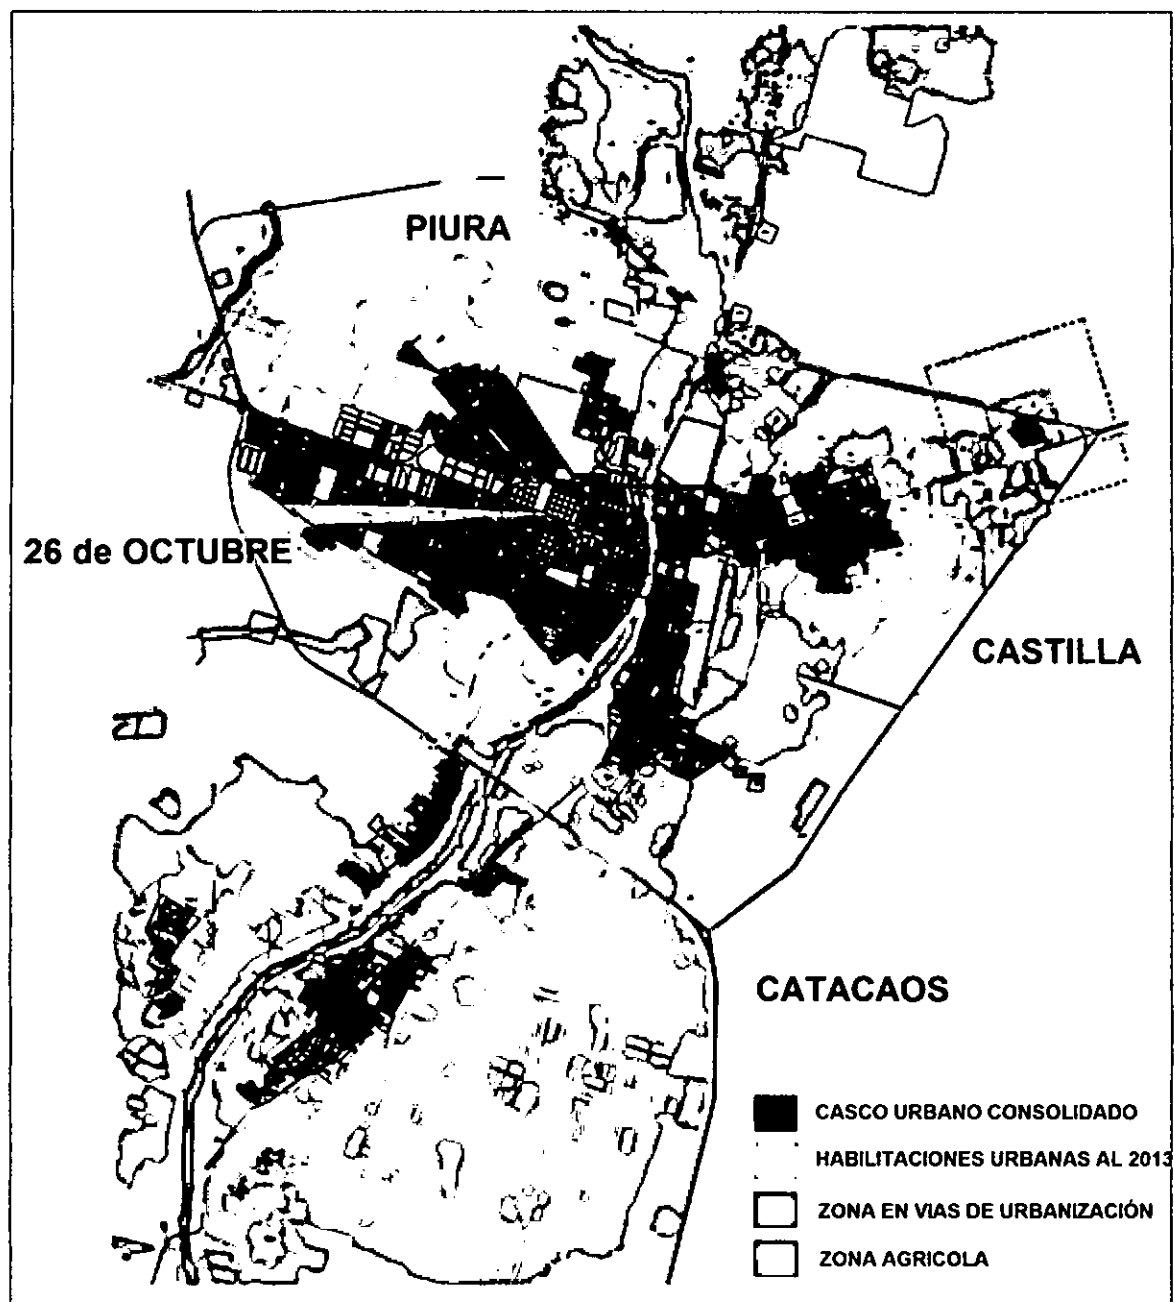 PIURA
26 de OCTUBRE
CASTILLA
CATACAOS
CASCO URBANO CONSOLIDADO
HABILITACIONES URBANAS AL 2013
ZONA EN VIAS DE URBANIZACIÓN
ZONA AGRICOLA